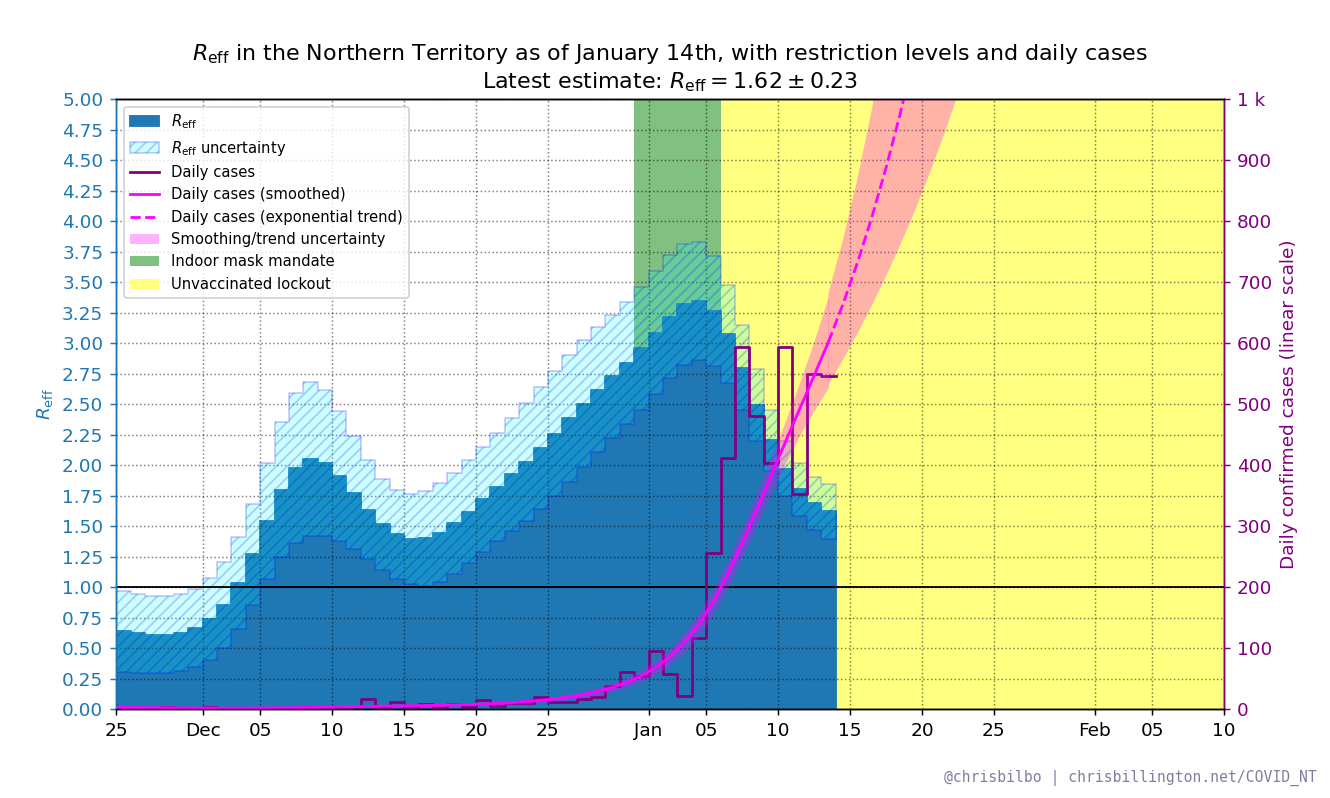 R_eff in the Northern Territory as of January 14th, with restriction levels and daily cases
Latest estimate: R_eff = 1.62 ± 0.23
5.00
4.75
4.50
4.25
4.00
3.75
3.50
3.25
3.00
2.75
2.50
2.25
2.00
1.75
1.50
1.25
1.00
0.75
0.50
0.25
0.00
R_eff
R_eff
R_eff uncertainty
Daily cases
Daily cases (smoothed)
Daily cases (exponential trend)
Smoothing/trend uncertainty
Indoor mask mandate
Unvaccinated lockout
1 k
900
800
700
600
500
400
300
200
100
0
Daily confirmed cases (linear scale)
25 Dec 05 10 15 20 25 Jan 05 10 15 20 25 Feb 05 10
@chrisbilbo | chrisbillington.net/COVID_NT